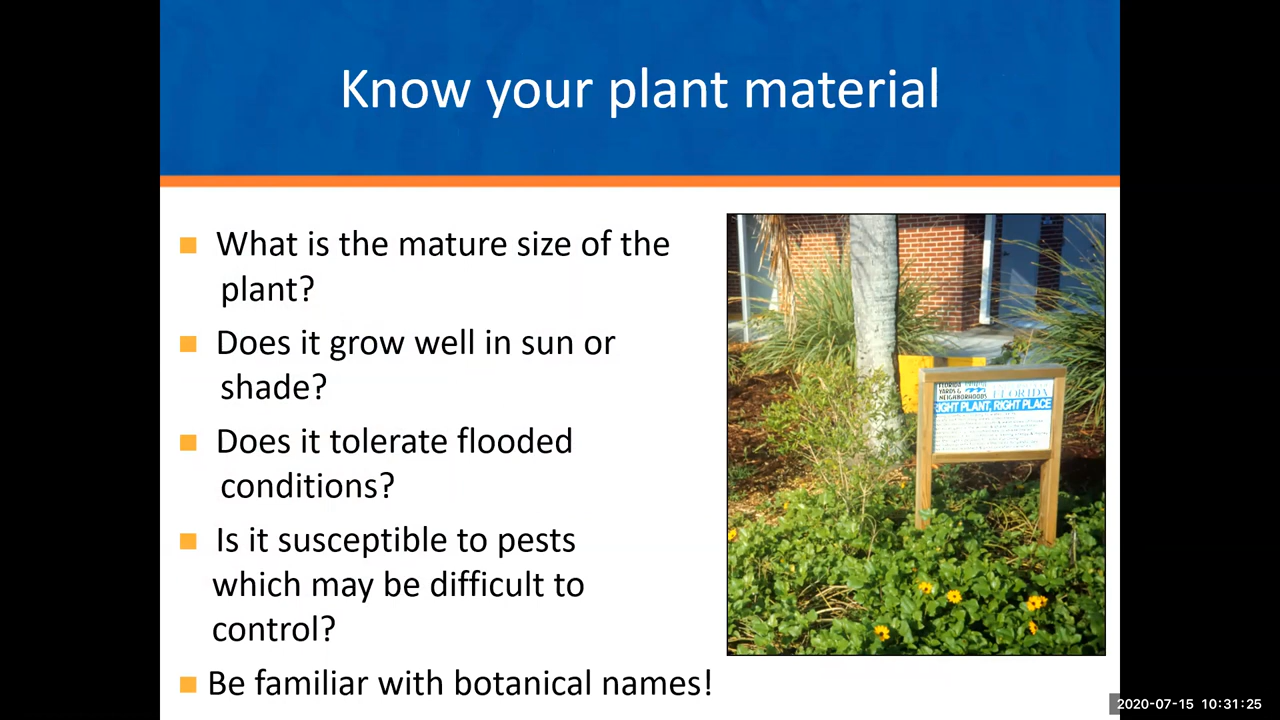 Know your plant material
What is the mature size of the
plant?
Does it grow well in sun or
shade?
Does it tolerate flooded
conditions?
Is it susceptible to pests
which may be difficult to
control?
Be familiar with botanical names!
FLORIDA
YARDS &
NEIGHBORHOODS
FLORIDA
RIGHT PLANT, RIGHT PLACE
2020-07-15 10:31:25